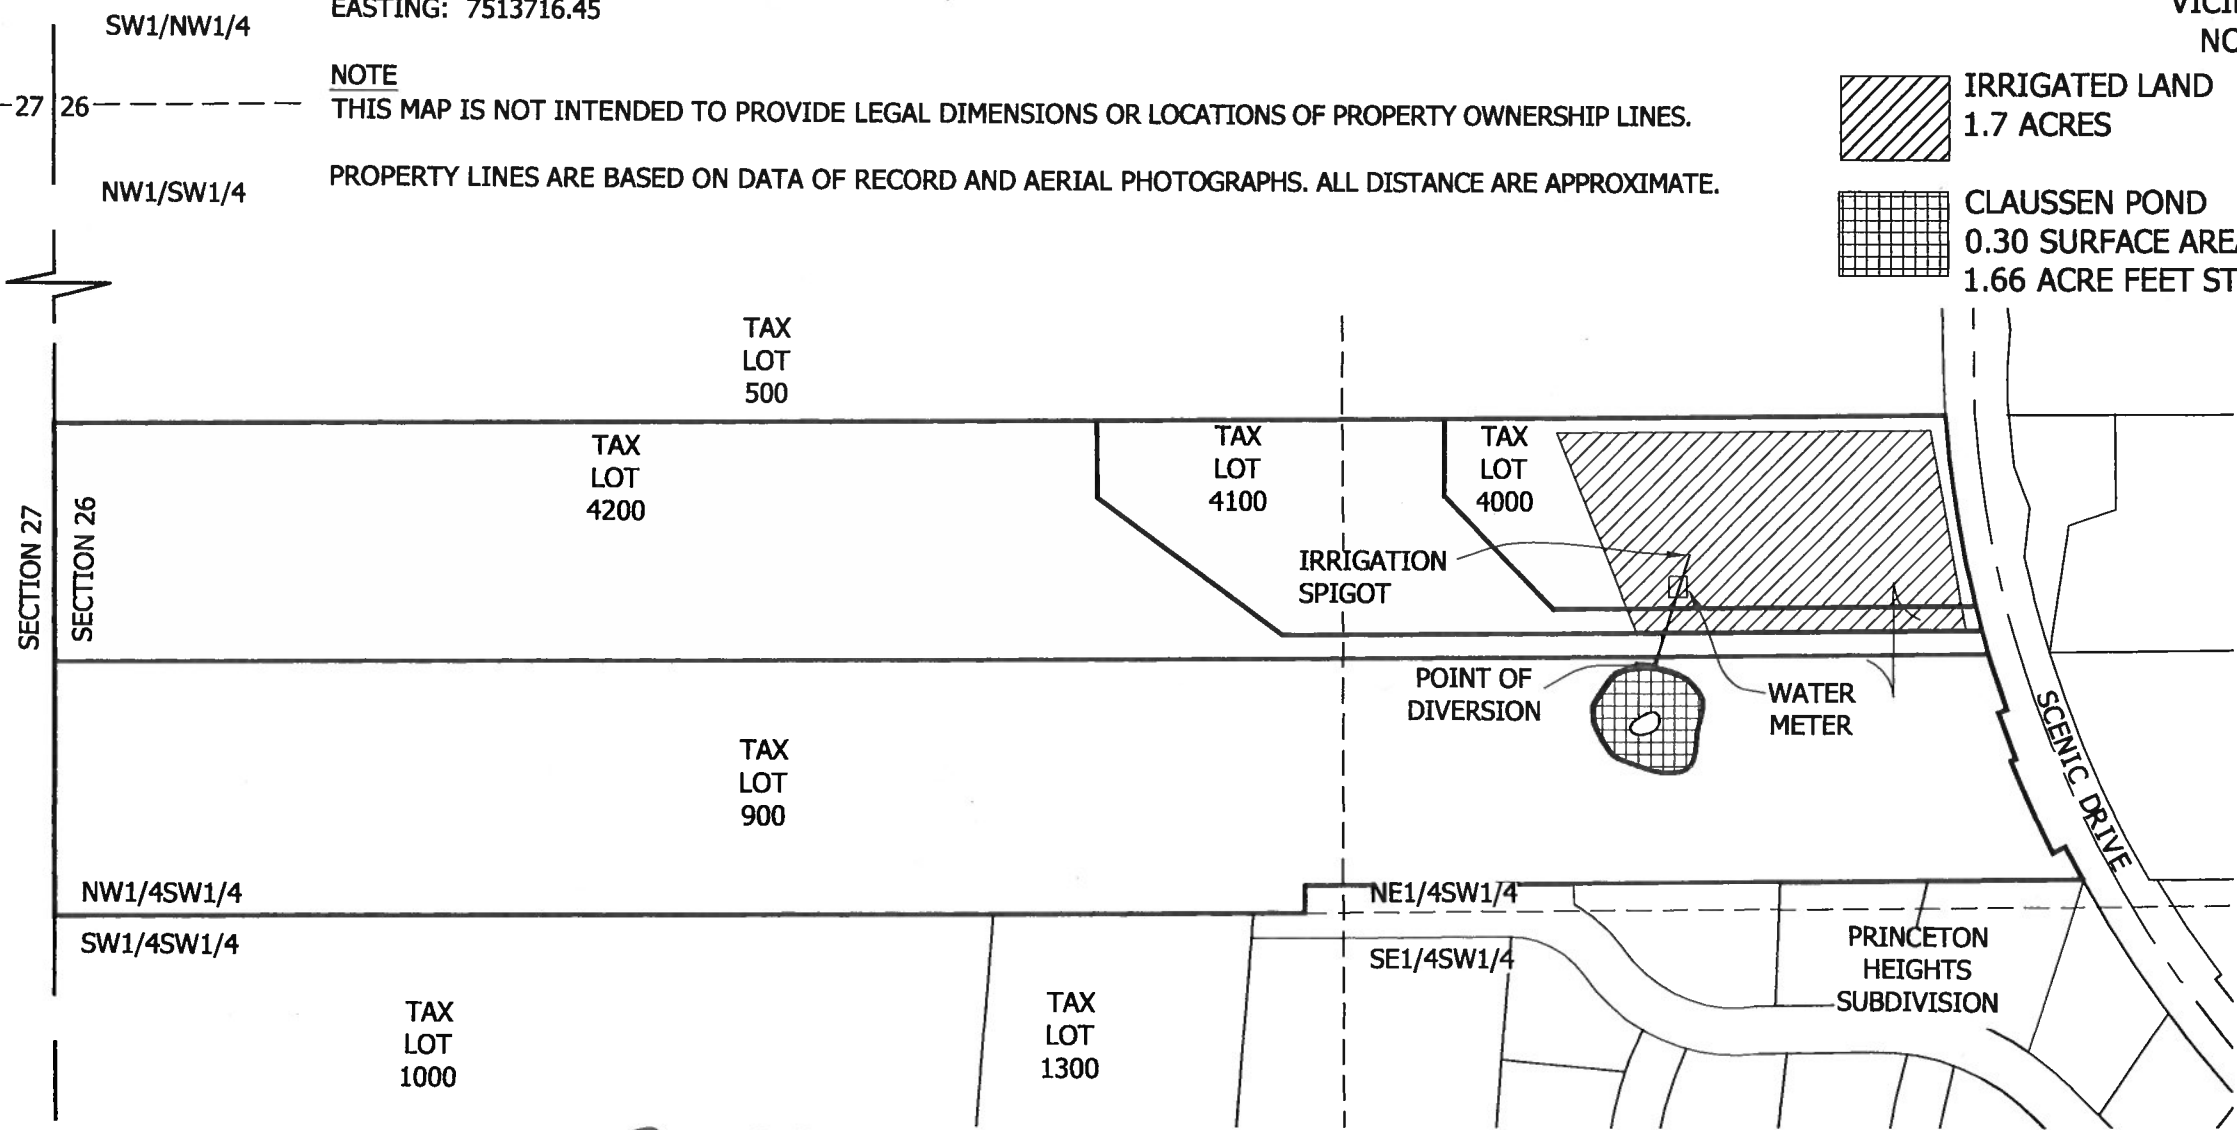 SW1/NW1/4
EASTING: 7513716.45
NOTE
27 26
THIS MAP IS NOT INTENDED TO PROVIDE LEGAL DIMENSIONS OR LOCATIONS OF PROPERTY OWNERSHIP LINES.
NW1/SW1/4
PROPERTY LINES ARE BASED ON DATA OF RECORD AND AERIAL PHOTOGRAPHS. ALL DISTANCE ARE APPROXIMATE.
IRRIGATED LAND
1.7 ACRES
CLAUSSEN POND
0.30 SURFACE
1.66 ACRE FEET
TAX
LOT
500
TAX
LOT
4200
TAX
LOT
4100
TAX
LOT
4000
SECTION 27
SECTION 26
IRRIGATION
SPIGOT
POINT OF
DIVERSION
WATER
METER
SCENIC DRIVE
TAX
LOT
900
NW1/4SW1/4
NE1/4SW1/4
SW1/4SW1/4
SE1/4SW1/4
PRINCETON
HEIGHTS
SUBDIVISION
TAX
LOT
1000
TAX
LOT
1300